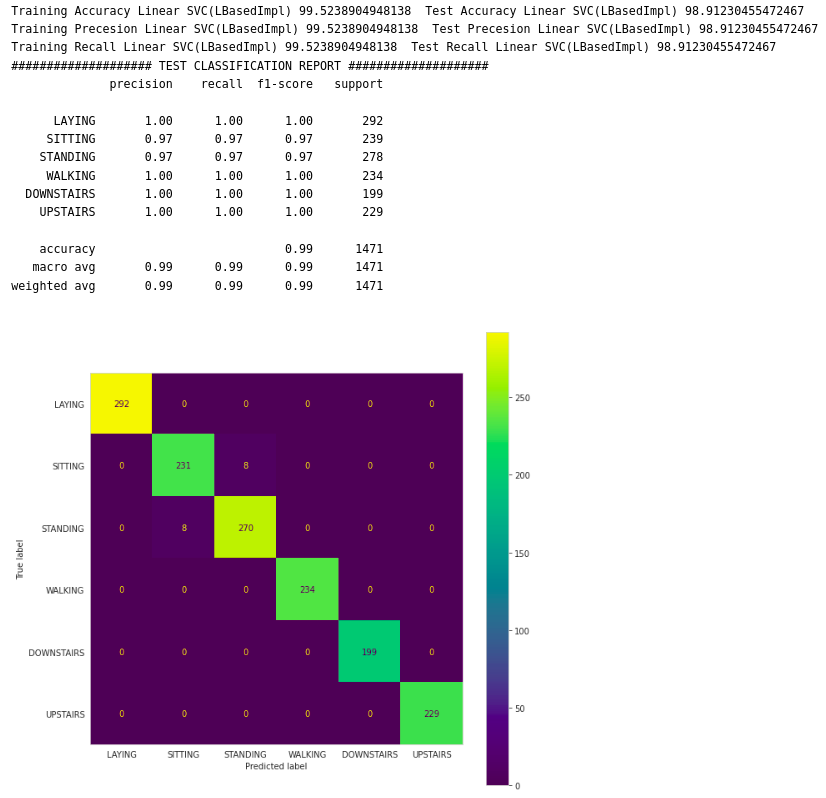 Training Accuracy Linear SVC(LBasedImpl) 99.5238904948138  Test Accuracy Linear SVC(LBasedImpl) 98.91230455472467
Training Precesion Linear SVC(LBasedImpl) 99.5238904948138  Test Precesion Linear SVC(LBasedImpl) 98.91230455472467
Training Recall Linear SVC(LBasedImpl) 99.5238904948138  Test Recall Linear SVC(LBasedImpl) 98.91230455472467
#################### TEST CLASSIFICATION REPORT ####################
precision recall f1-score support
LAYING 1.00 1.00 1.00 292
SITTING 0.97 0.97 0.97 239
STANDING 0.97 0.97 0.97 278
WALKING 1.00 1.00 1.00 234
DOWNSTAIRS 1.00 1.00 1.00 199
UPSTAIRS 1.00 1.00 1.00 229
accuracy 0.99 1471
macro avg 0.99 0.99 0.99 1471
weighted avg 0.99 0.99 0.99 1471
LAYING 292 0 0 0 0 0
SITTING 0 231 8 0 0 0
STANDING 0 8 270 0 0 0
WALKING 0 0 0 234 0 0
DOWNSTAIRS 0 0 0 0 199 0
UPSTAIRS 0 0 0 0 0 229
True label
LAYING SITTING STANDING WALKING DOWNSTAIRS UPSTAIRS
Predicted label
250
200
150
100
50
0